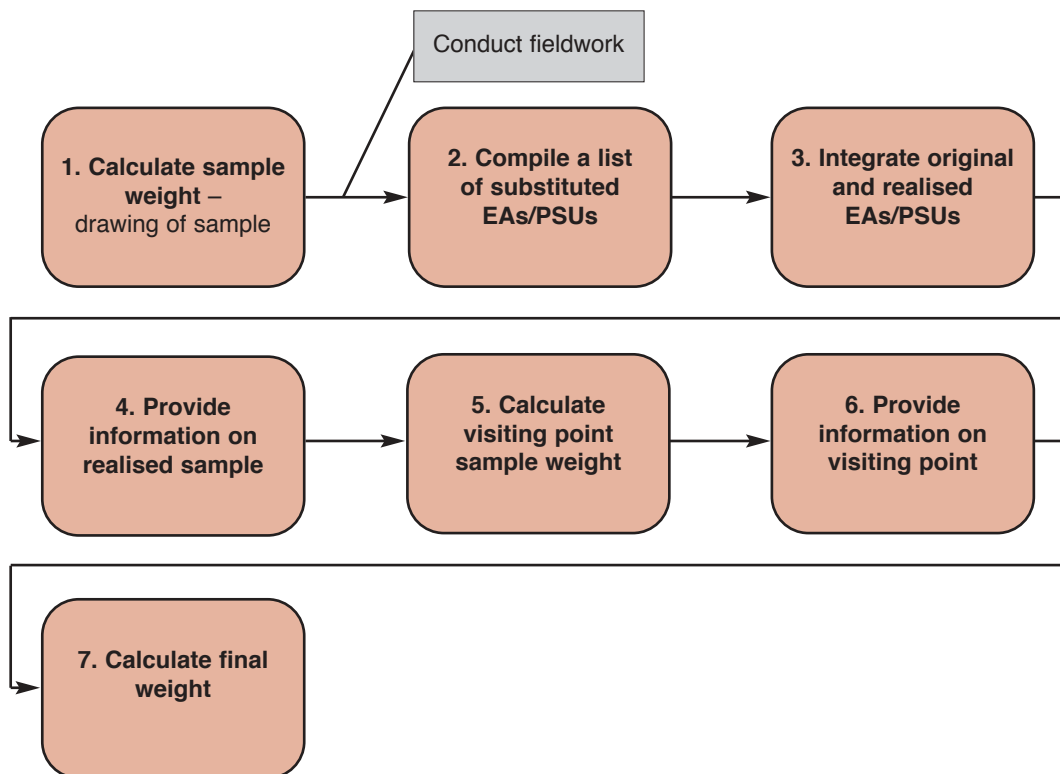 Conduct fieldwork
1. Calculate sample
weight –
drawing of sample
2. Compile a list
of substituted
EAs/PSUs
3. Integrate original
and realised
EAs/PSUs
4. Provide
information on
realised sample
5. Calculate
visiting point
sample weight
6. Provide
information on
visiting point
7. Calculate final
weight